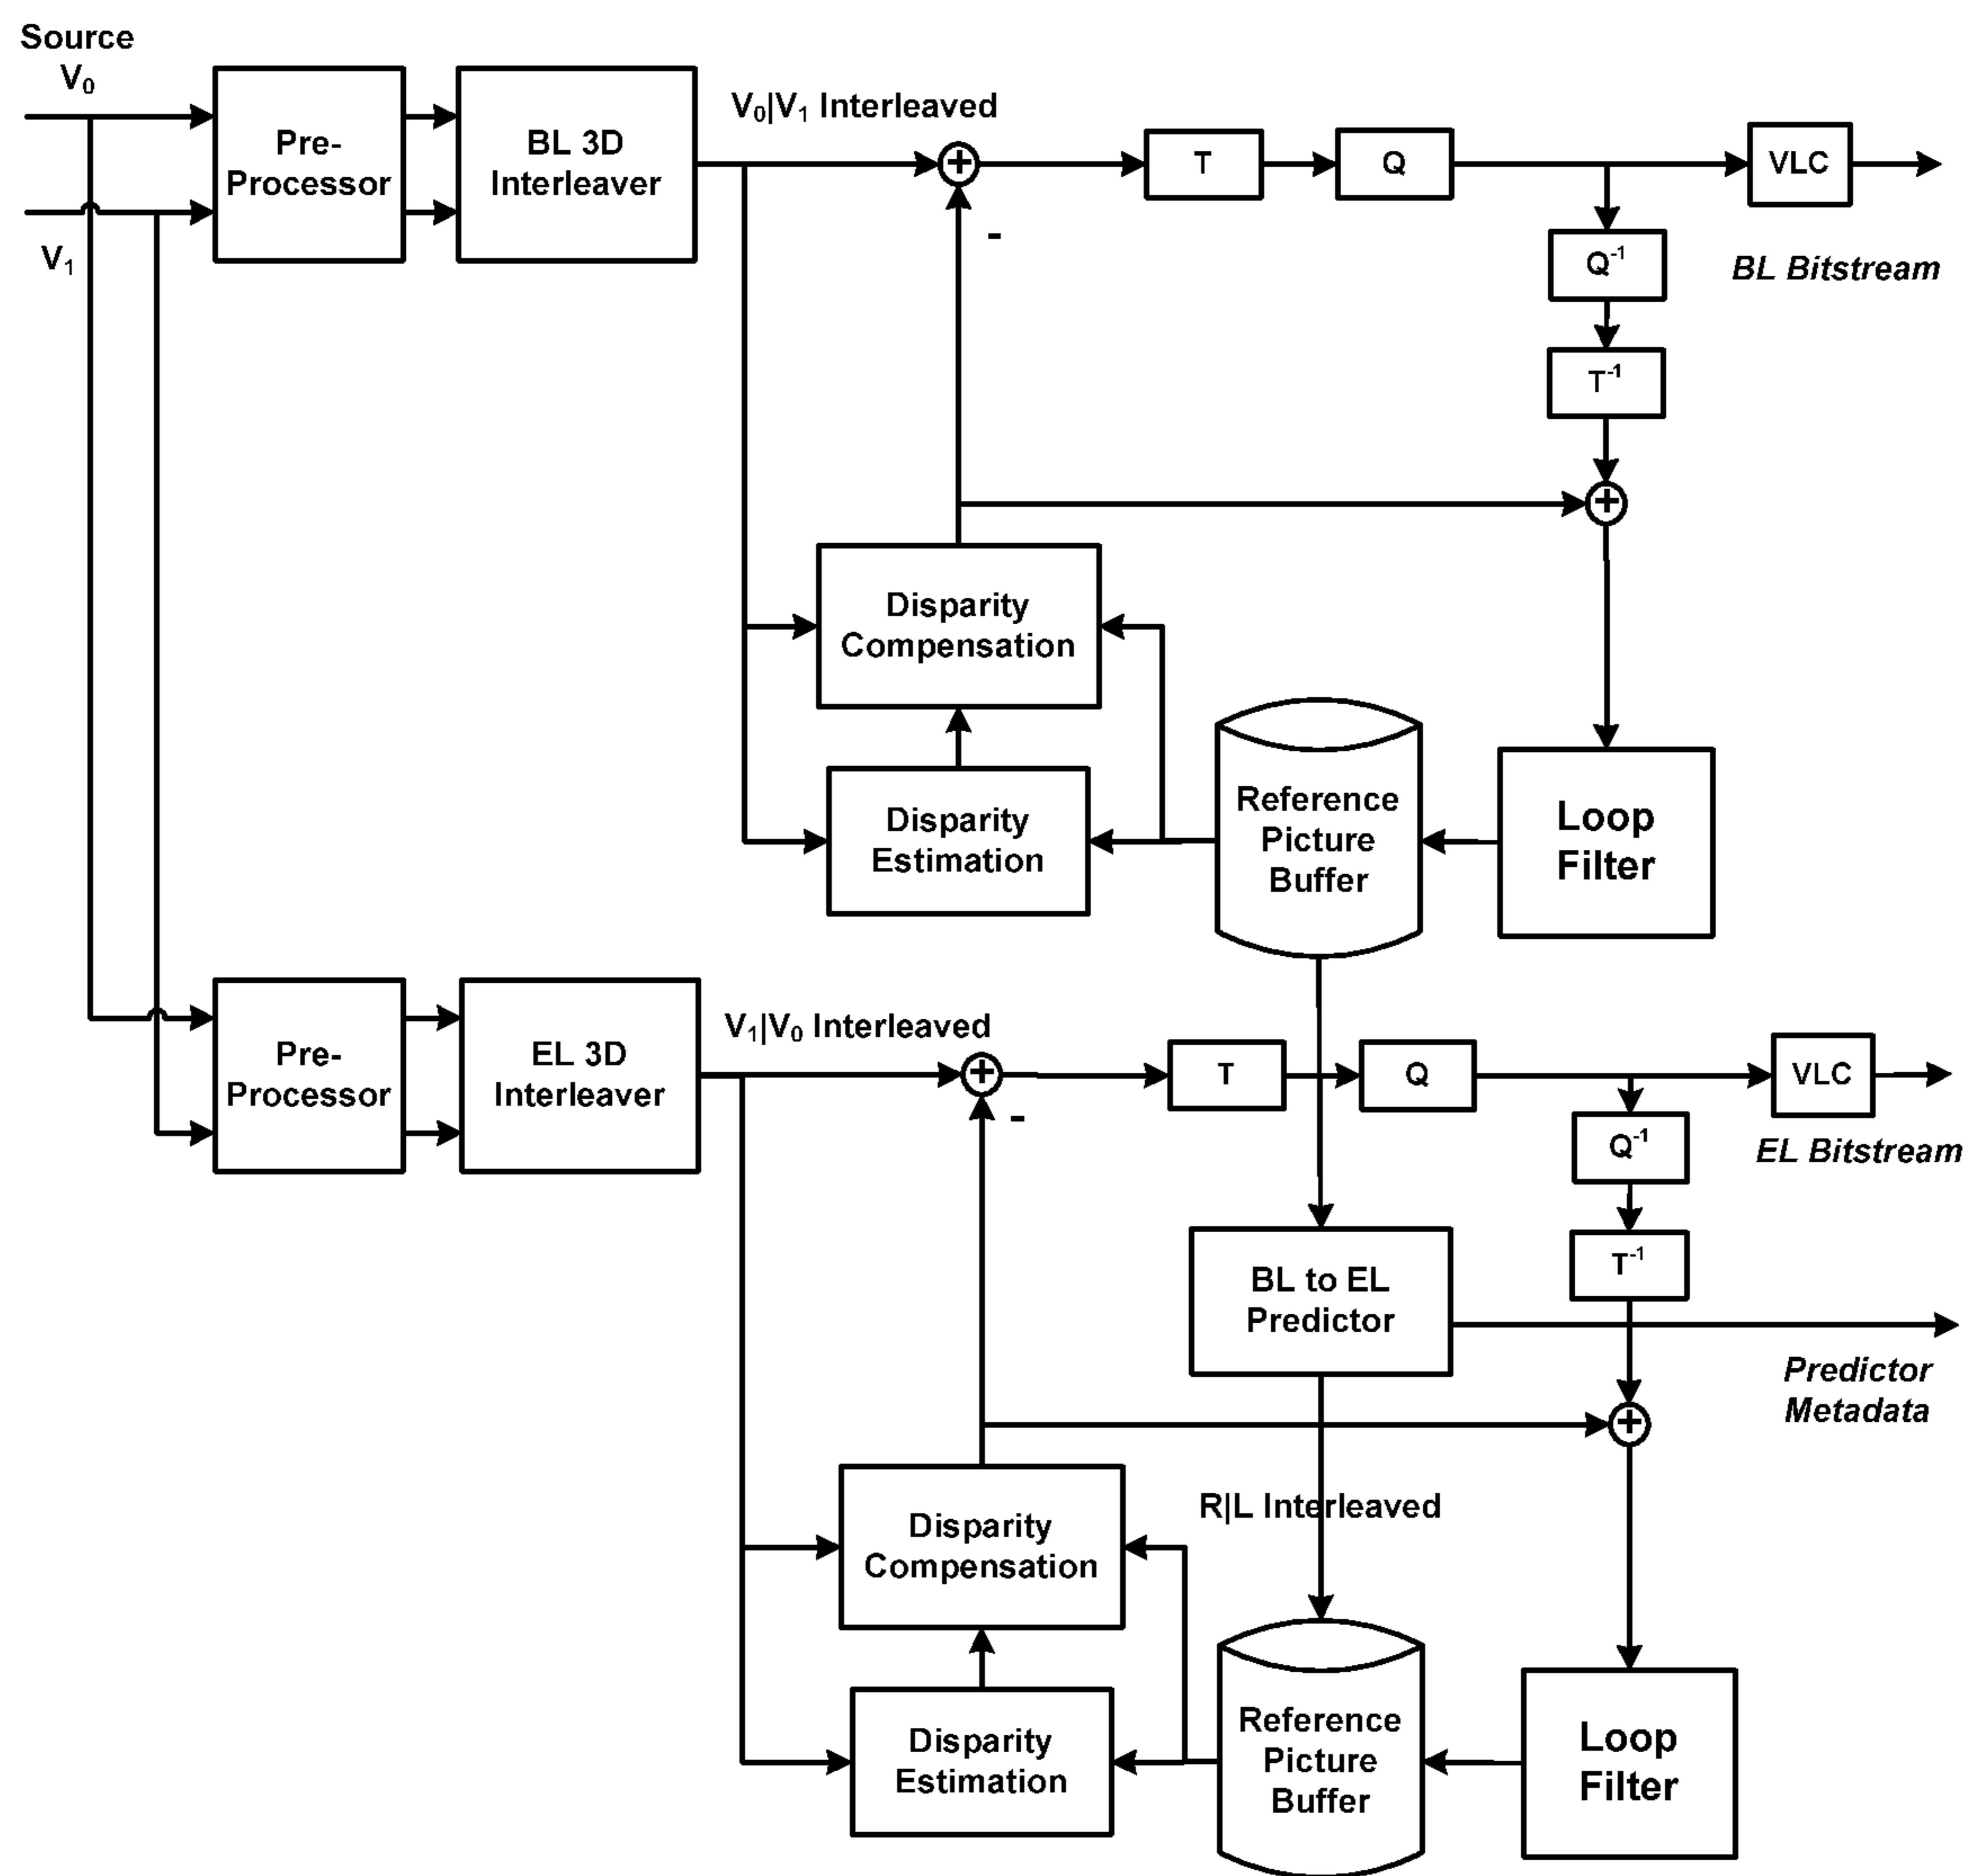 Source
V₀
V₁
Pre-
Processor
BL 3D
Interleaver
V₀|V₁ Interleaved
+
-
T
Q
VLC
BL Bitstream
Q⁻¹
T⁻¹
+
Disparity
Compensation
Disparity
Estimation
Reference
Picture
Buffer
Loop
Filter
Pre-
Processor
EL 3D
Interleaver
V₁|V₀ Interleaved
+
-
T
Q
VLC
EL Bitstream
Q⁻¹
T⁻¹
BL to EL
Predictor
Predictor
Metadata
+
R|L Interleaved
Disparity
Compensation
Disparity
Estimation
Reference
Picture
Buffer
Loop
Filter